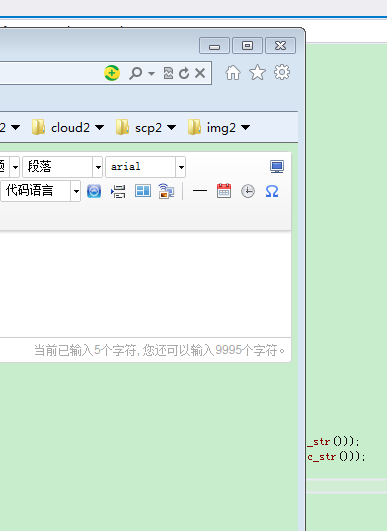 2 cloud2 scp2 img2
题 段落 arial
代码语言
当前已输入5个字符, 您还可以输入9995个字符。
_str()));
c_str()));